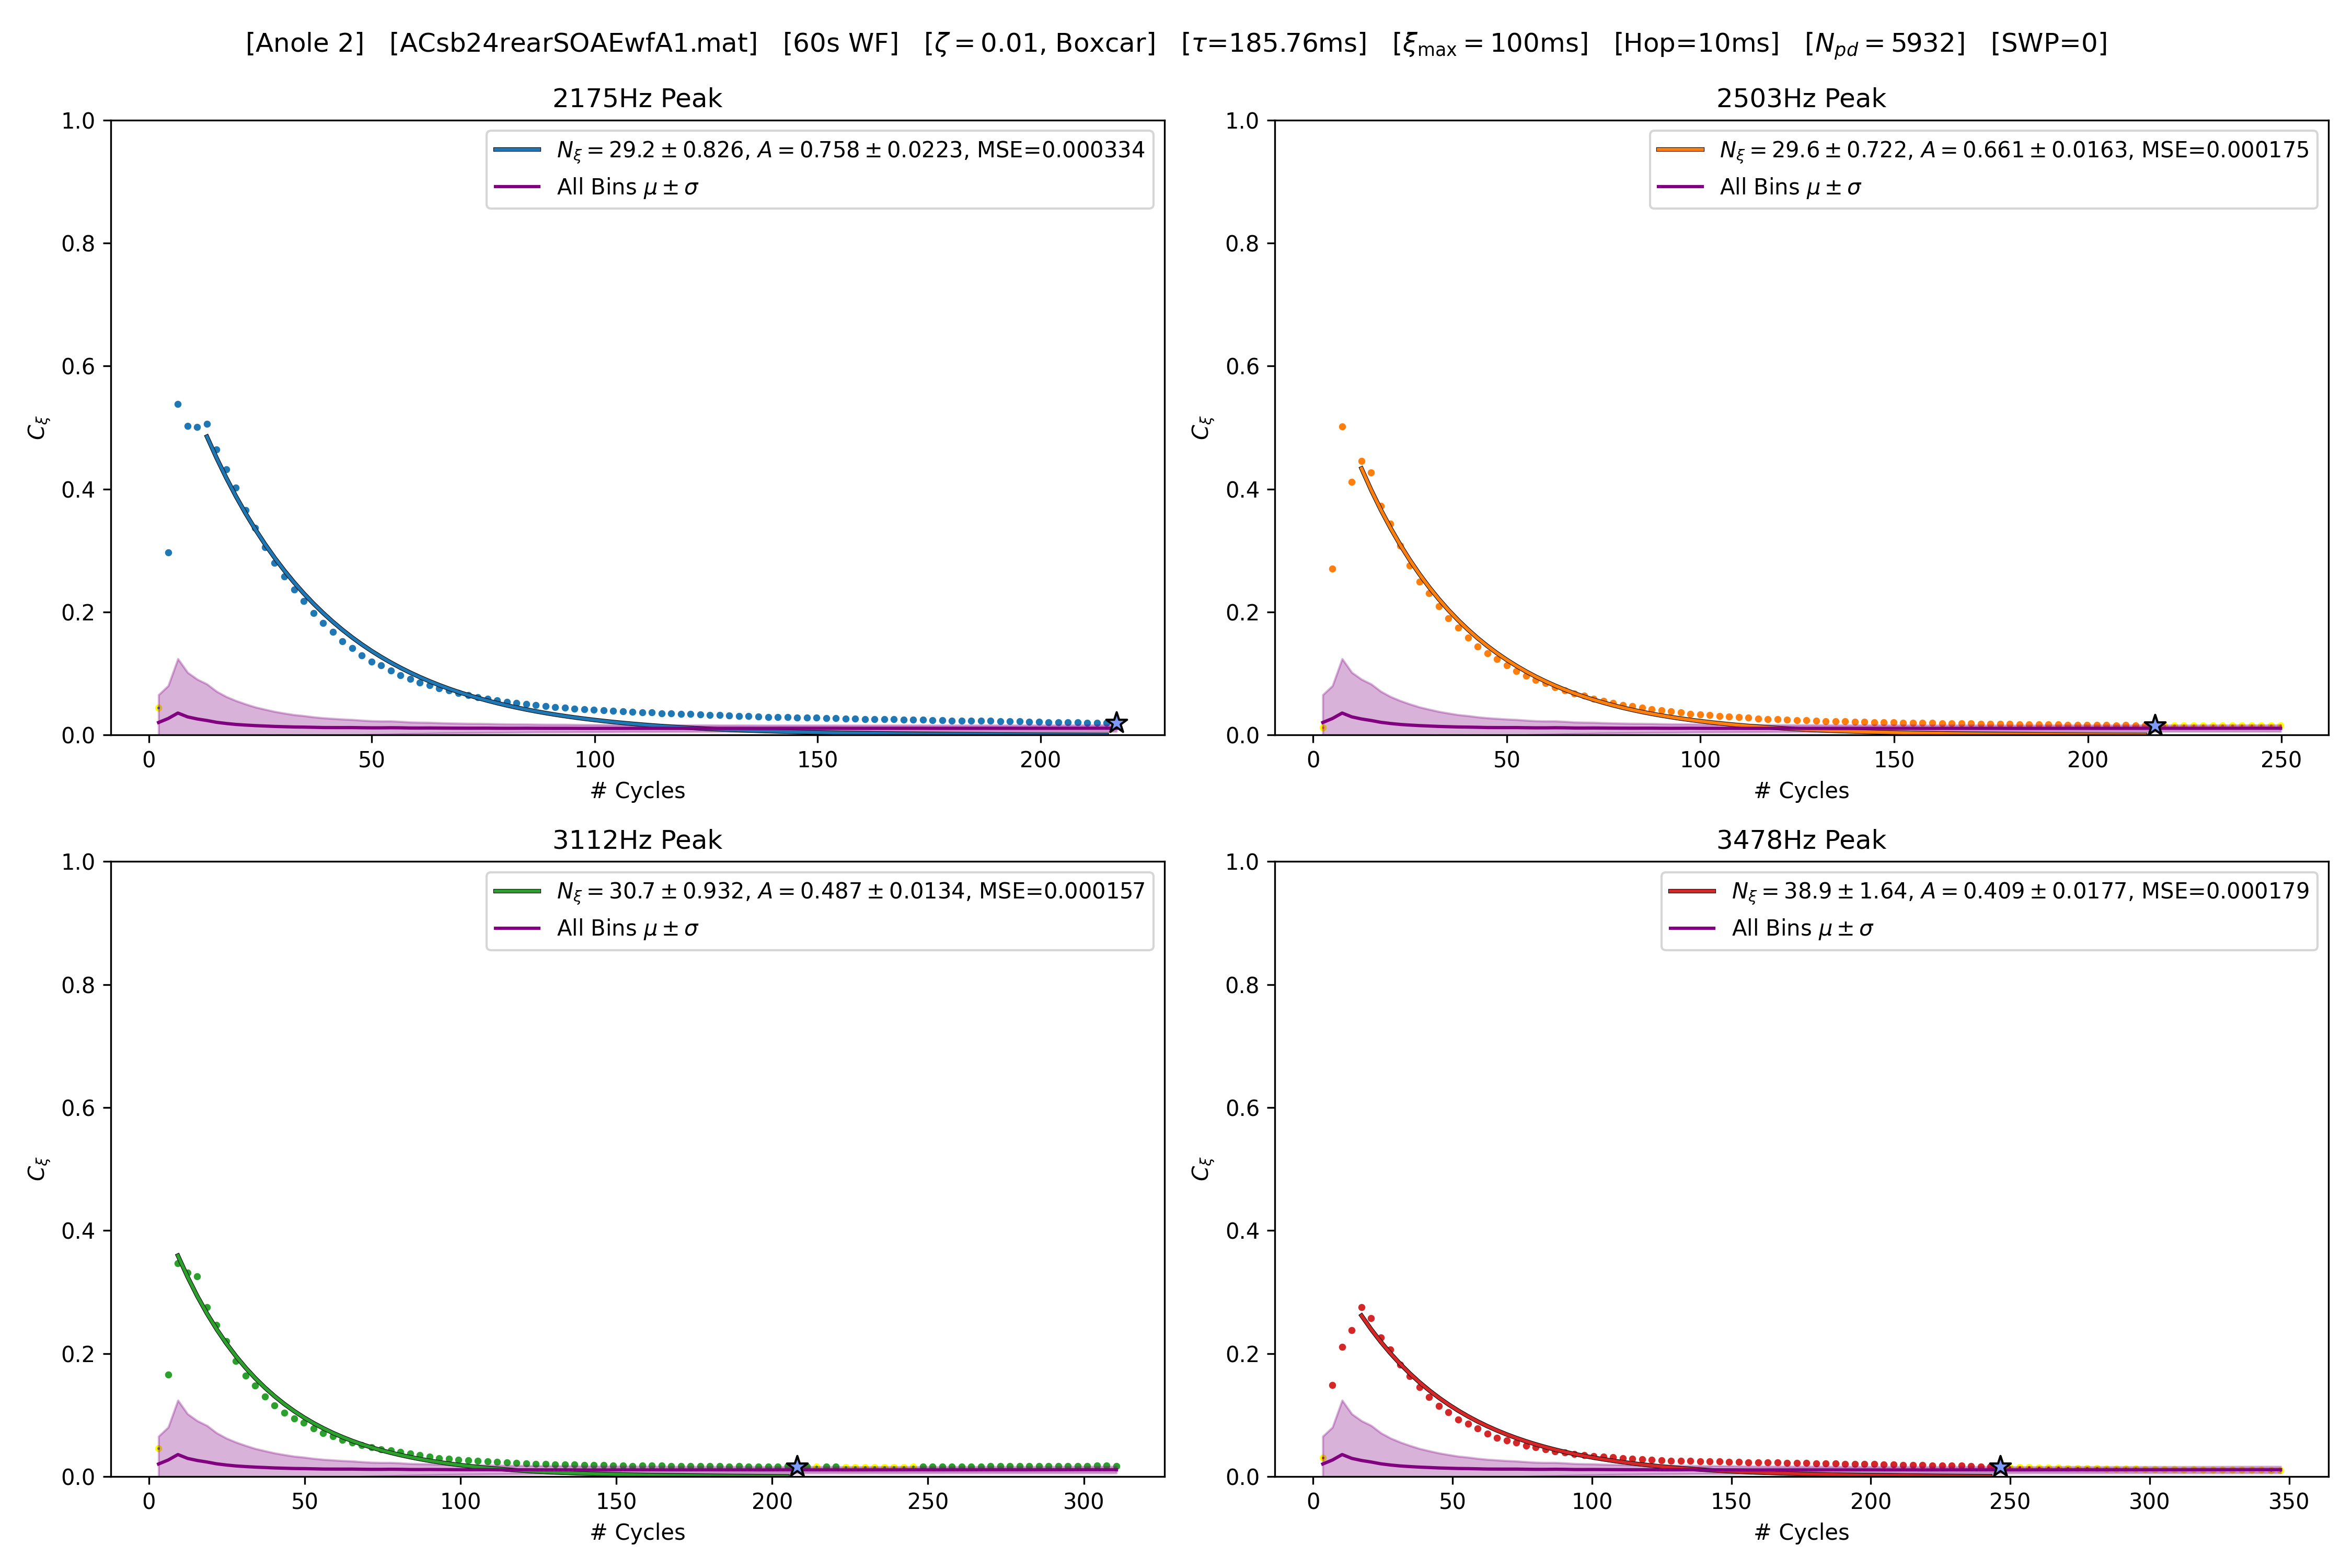 [Anole 2] [ACsb24rearSOAEwfA1.mat] [60s WF] [ζ = 0.01, Boxcar] [τ=185.76ms] [ξmax = 100ms] [Hop=10ms] [Npd = 5932] [SWP=0]
2175Hz Peak
1.0
0.8
0.6
0.4
0.2
0.0
Cξ
Nξ = 29.2 ± 0.826, A = 0.758 ± 0.0223, MSE=0.000334
All Bins μ ± σ
0 50 100 150 200
# Cycles
2503Hz Peak
1.0
0.8
0.6
0.4
0.2
0.0
Cξ
Nξ = 29.6 ± 0.722, A = 0.661 ± 0.0163, MSE=0.000175
All Bins μ ± σ
0 50 100 150 200 250
# Cycles
3112Hz Peak
1.0
0.8
0.6
0.4
0.2
0.0
Cξ
Nξ = 30.7 ± 0.932, A = 0.487 ± 0.0134, MSE=0.000157
All Bins μ ± σ
0 50 100 150 200 250 300
# Cycles
3478Hz Peak
1.0
0.8
0.6
0.4
0.2
0.0
Cξ
Nξ = 38.9 ± 1.64, A = 0.409 ± 0.0177, MSE=0.000179
All Bins μ ± σ
0 50 100 150 200 250 300 350
# Cycles